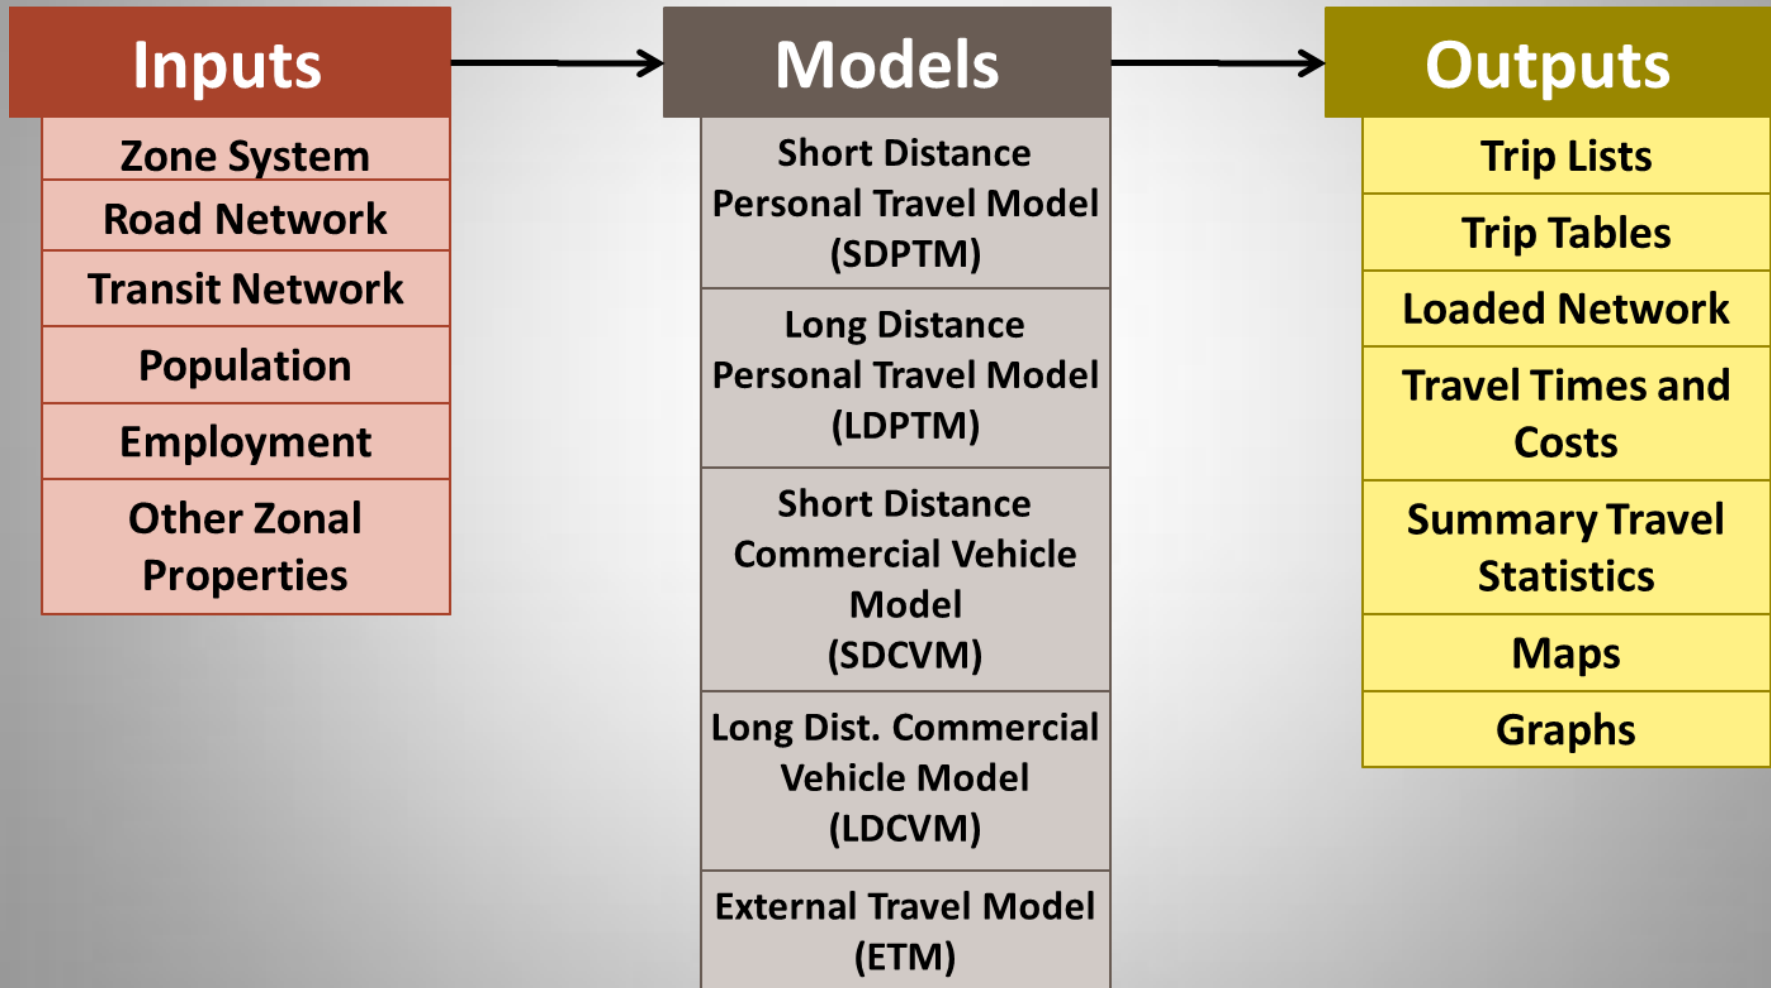 Inputs
Zone System
Road Network
Transit Network
Population
Employment
Other Zonal
Properties
Models
Short Distance
Personal Travel Model
(SDPTM)
Long Distance
Personal Travel Model
(LDPTM)
Short Distance
Commercial Vehicle
Model
(SDCVM)
Long Dist. Commercial
Vehicle Model
(LDCVM)
External Travel Model
(ETM)
Outputs
Trip Lists
Trip Tables
Loaded Network
Travel Times and
Costs
Summary Travel
Statistics
Maps
Graphs